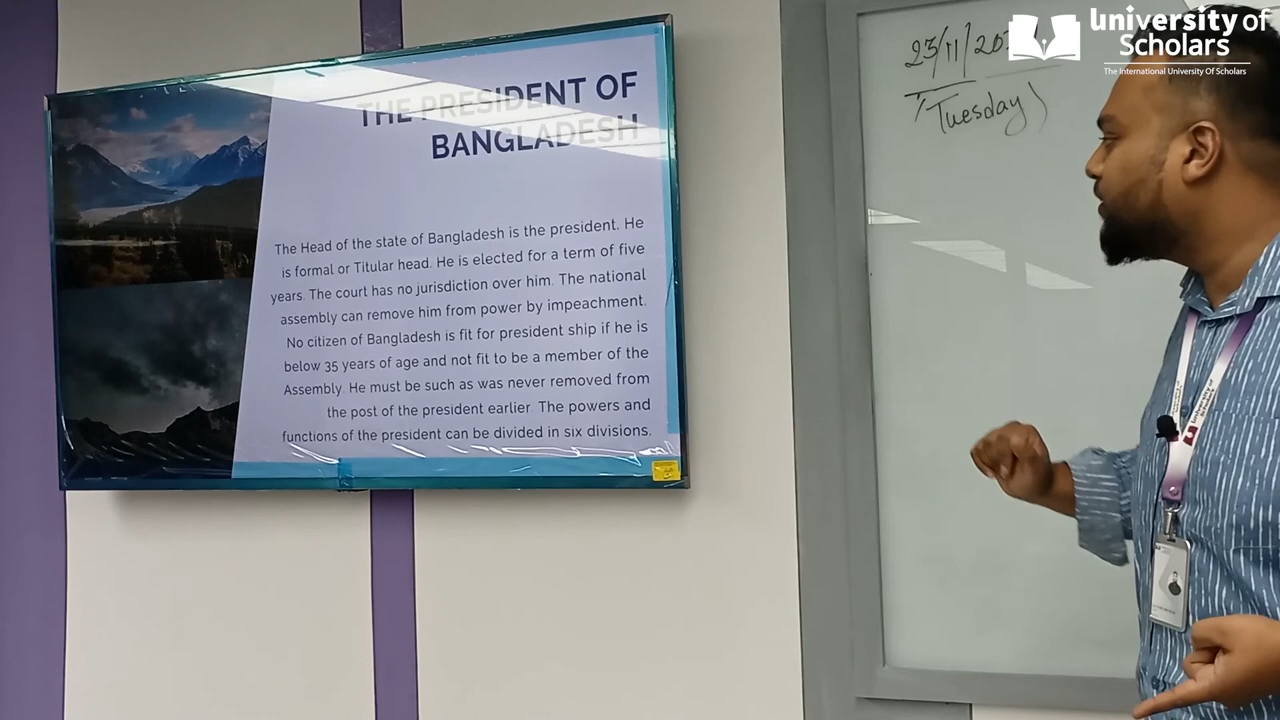 THE PRESIDENT OF
BANGLADESH
The Head of the state of Bangladesh is the president. He
is formal or Titular head. He is elected for a term of five
years. The court has no jurisdiction over him. The national
assembly can remove him from power by impeachment.
No citizen of Bangladesh is fit for president ship if he is
below 35 years of age and not fit to be a member of the
Assembly. He must be such as was never removed from
the post of the president earlier. The powers and
functions of the president can be divided in six divisions.
(Tuesday)
University of
Scholars
The International University Of Scholars
University of
Scholars